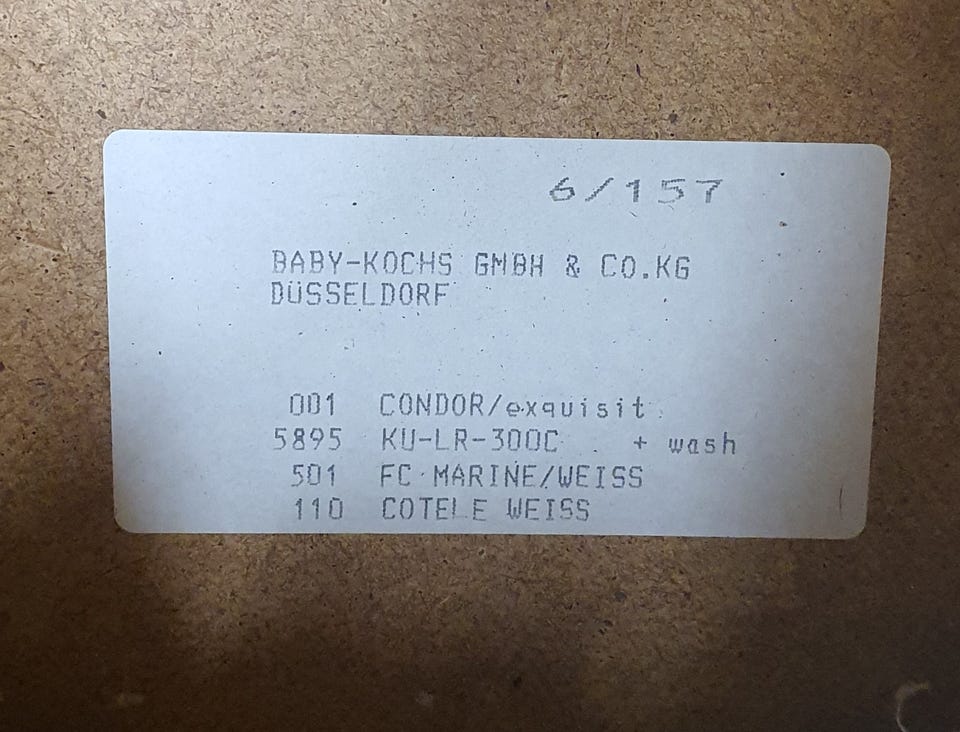 6/157
BABY-KOCHS GMBH & CO.KG
DÜSSELDORF
001 CONDOR/exquisit
5895 KU-LR-300C + wash
501 FC MARINE/WEISS
110 COTELE WEISS